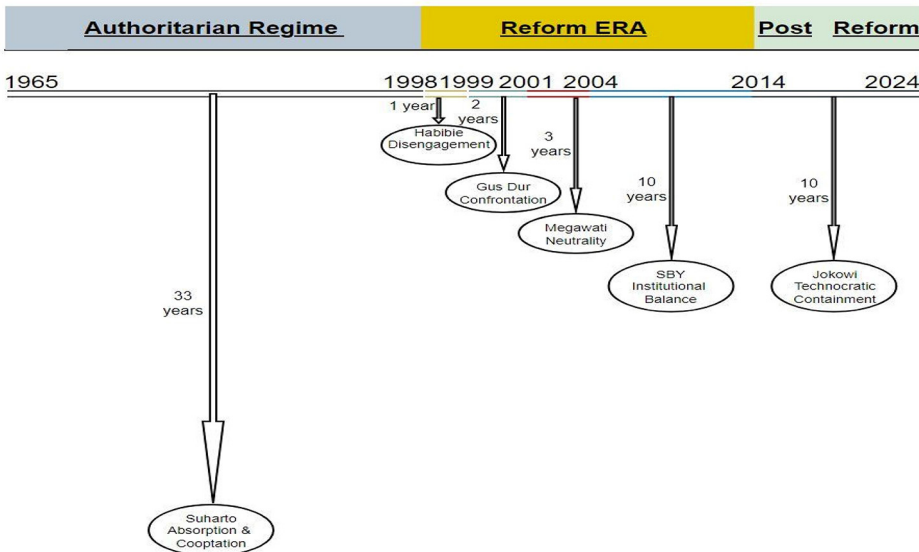 Authoritarian Regime
Reform ERA
Post Reform
1965
1998
1999
2001
2004
2014
2024
1 year
2
years
Habibie
Disengagement
Gus Dur
Confrontation
3
years
Megawati
Neutrality
10
years
SBY
Institutional
Balance
10
years
Jokowi
Technocratic
Containment
33
years
Suharto
Absorption &
Cooptation